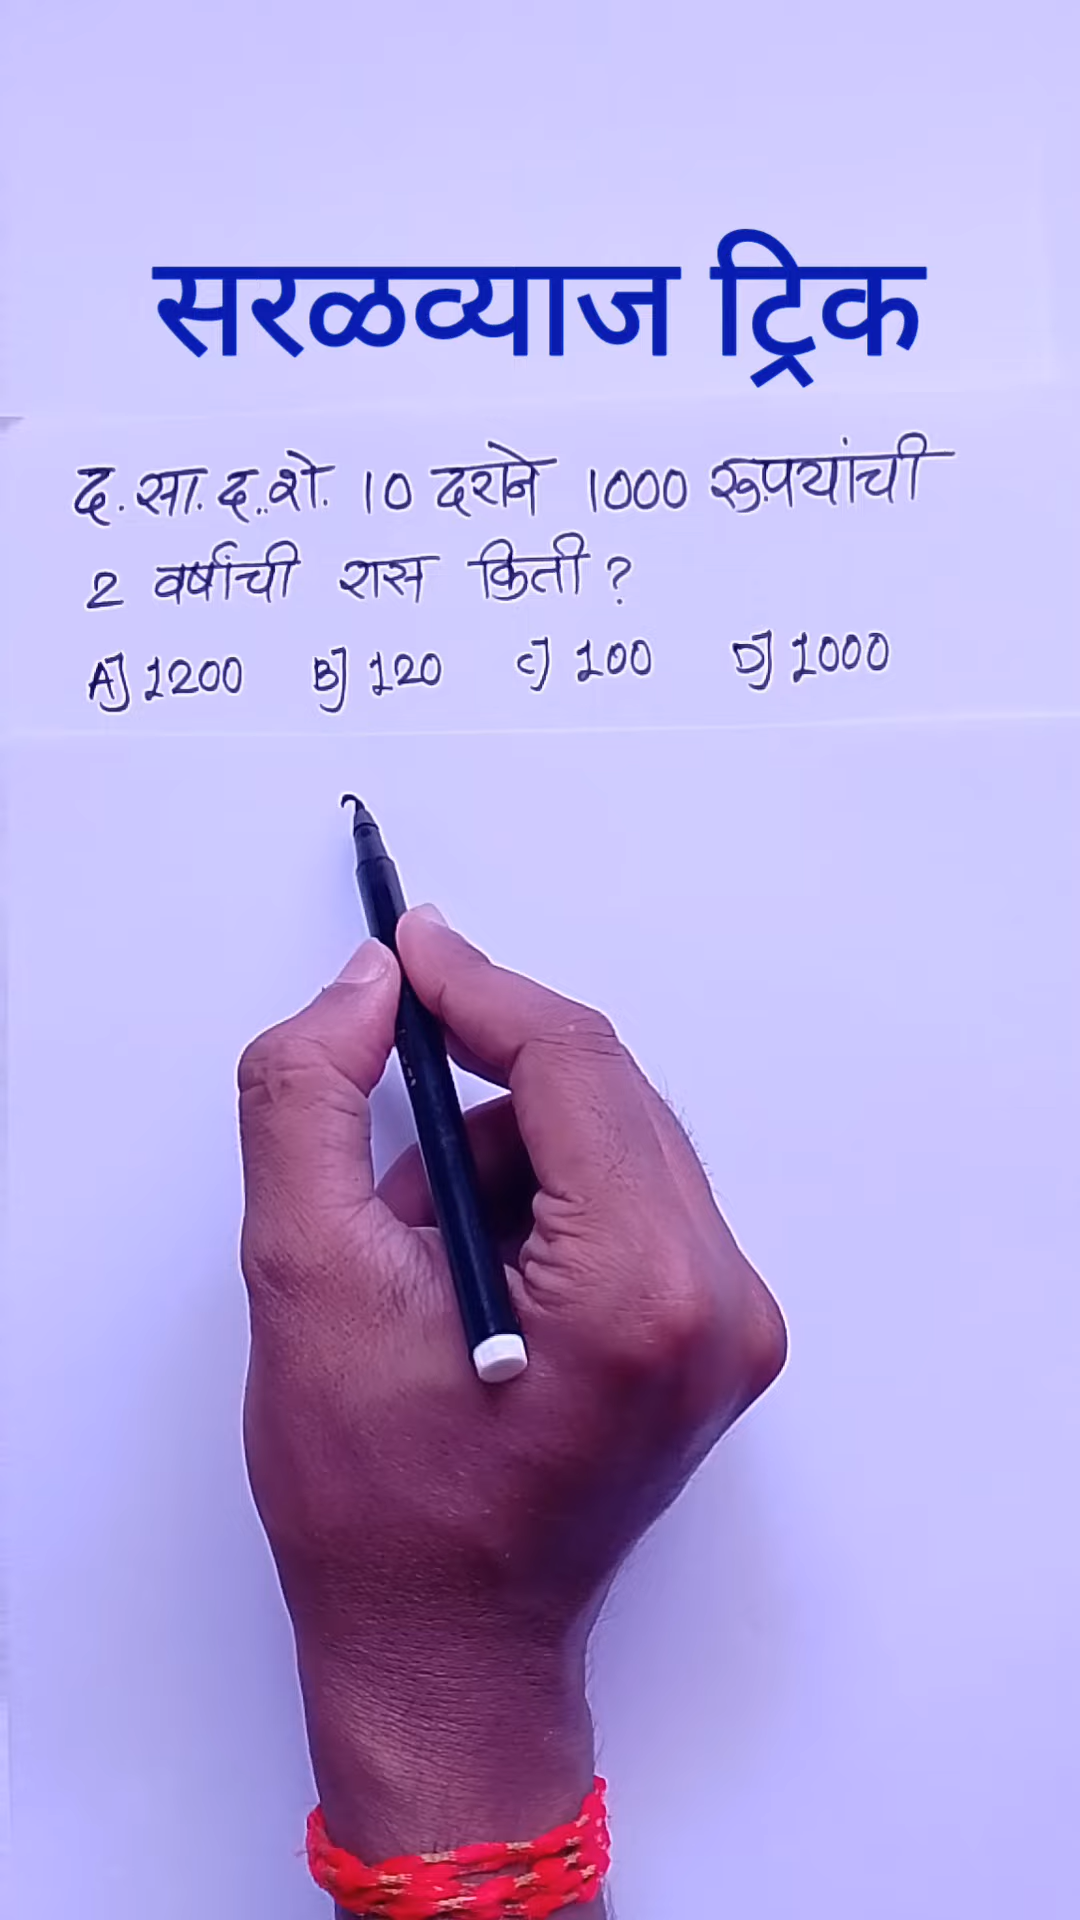 सरळव्याज ट्रिक
द.सा.द.शे. 10 दराने 1000 रूपयांची
2 वर्षांची रास किती ?
A] 1200 B] 120 C] 100 D] 1000